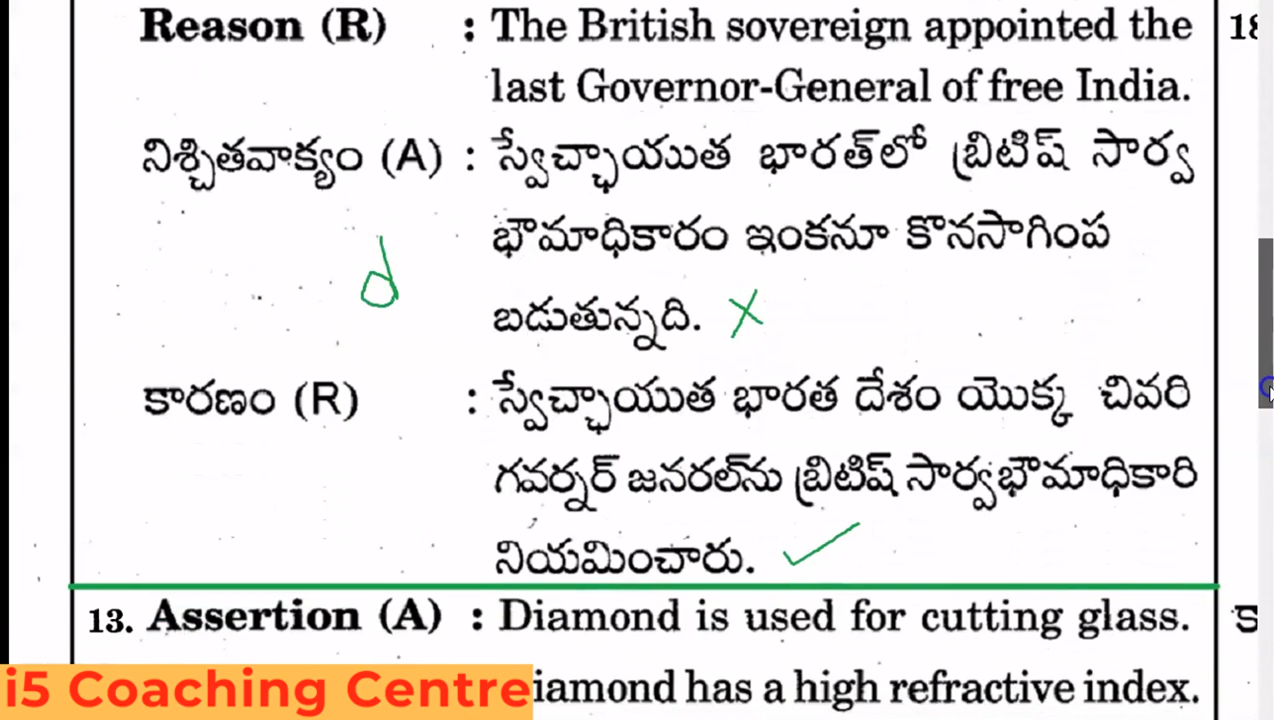 Reason (R) : The British sovereign appointed the 18
last Governor-General of free India.
నిశ్చితవాక్యం (A) : స్వేచ్ఛాయుత భారత్‌లో బ్రిటిష్ సార్వ
భౌమాధికారం ఇంకనూ కొనసాగింప
d
బడుతున్నది.
కారణం (R) : స్వేచ్ఛాయుత భారత దేశం యొక్క చివరి
గవర్నర్ జనరల్‌ను బ్రిటిష్ సార్వభౌమాధికారి
నియమించారు.
13. Assertion (A) : Diamond is used for cutting glass.
i5 Coaching Centre iamond has a high refractive index.